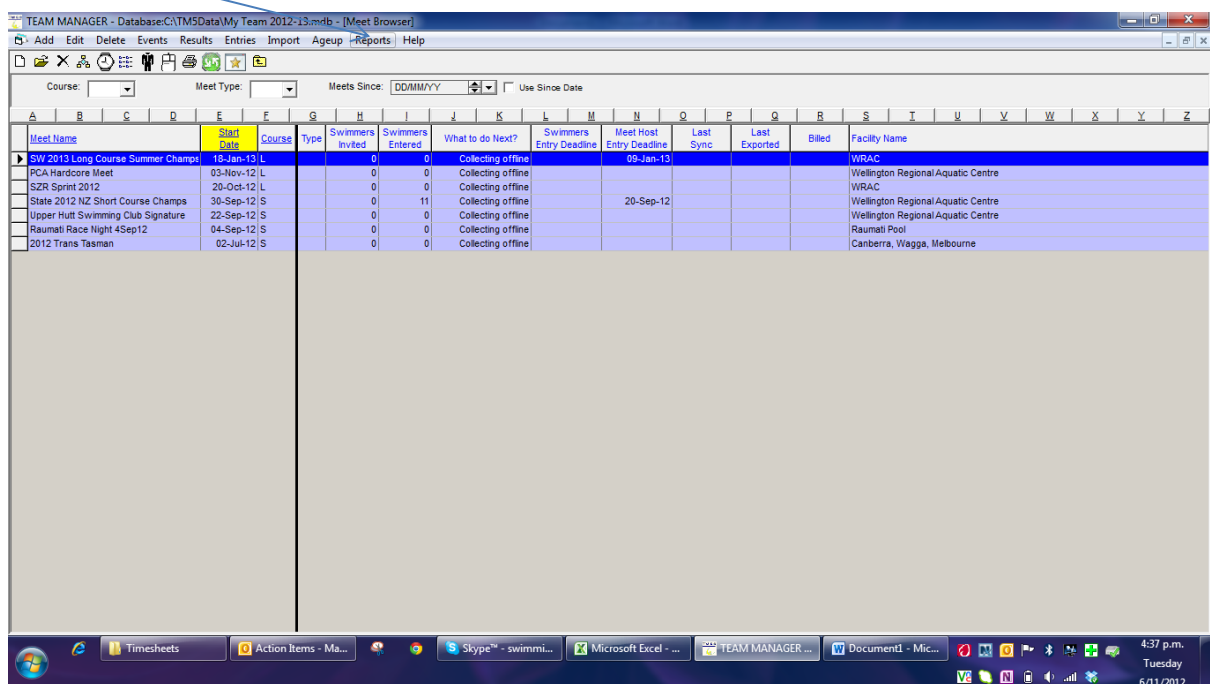 TEAM MANAGER - Database:C:\TM5Data\My Team 2012-13.mdb - [Meet Browser]
Add Edit Delete Events Results Entries Import Ageup Reports Help
Course: Meet Type: Meets Since: DD/MM/YY Use Since Date
A B C D E F G H I J K L M N O P Q R S T U V W X Y Z
Meet Name Start Date Course Type Swimmers Invited Swimmers Entered What to do Next? Swimmers Entry Deadline Meet Host Entry Deadline Last Sync Last Exported Billed Facility Name
SW 2013 Long Course Summer Champs 18-Jan-13 L 0 0 Collecting offline 09-Jan-13 WRAC
PCA Hardcore Meet 03-Nov-12 L 0 0 Collecting offline Wellington Regional Aquatic Centre
SZR Sprint 2012 20-Oct-12 L 0 0 Collecting offline WRAC
State 2012 NZ Short Course Champs 30-Sep-12 S 0 11 Collecting offline 20-Sep-12 Wellington Regional Aquatic Centre
Upper Hutt Swimming Club Signature 22-Sep-12 S 0 0 Collecting offline Wellington Regional Aquatic Centre
Raumati Race Night 4Sep12 04-Sep-12 S 0 0 Collecting offline Raumati Pool
2012 Trans Tasman 02-Jul-12 S 0 0 Collecting offline Canberra, Wagga, Melbourne
Timesheets Action Items - Ma... Skype™ - swimmi... Microsoft Excel - ... TEAM MANAGER ... Document1 - Mic... 4:37 p.m.
Tuesday
6/11/2012